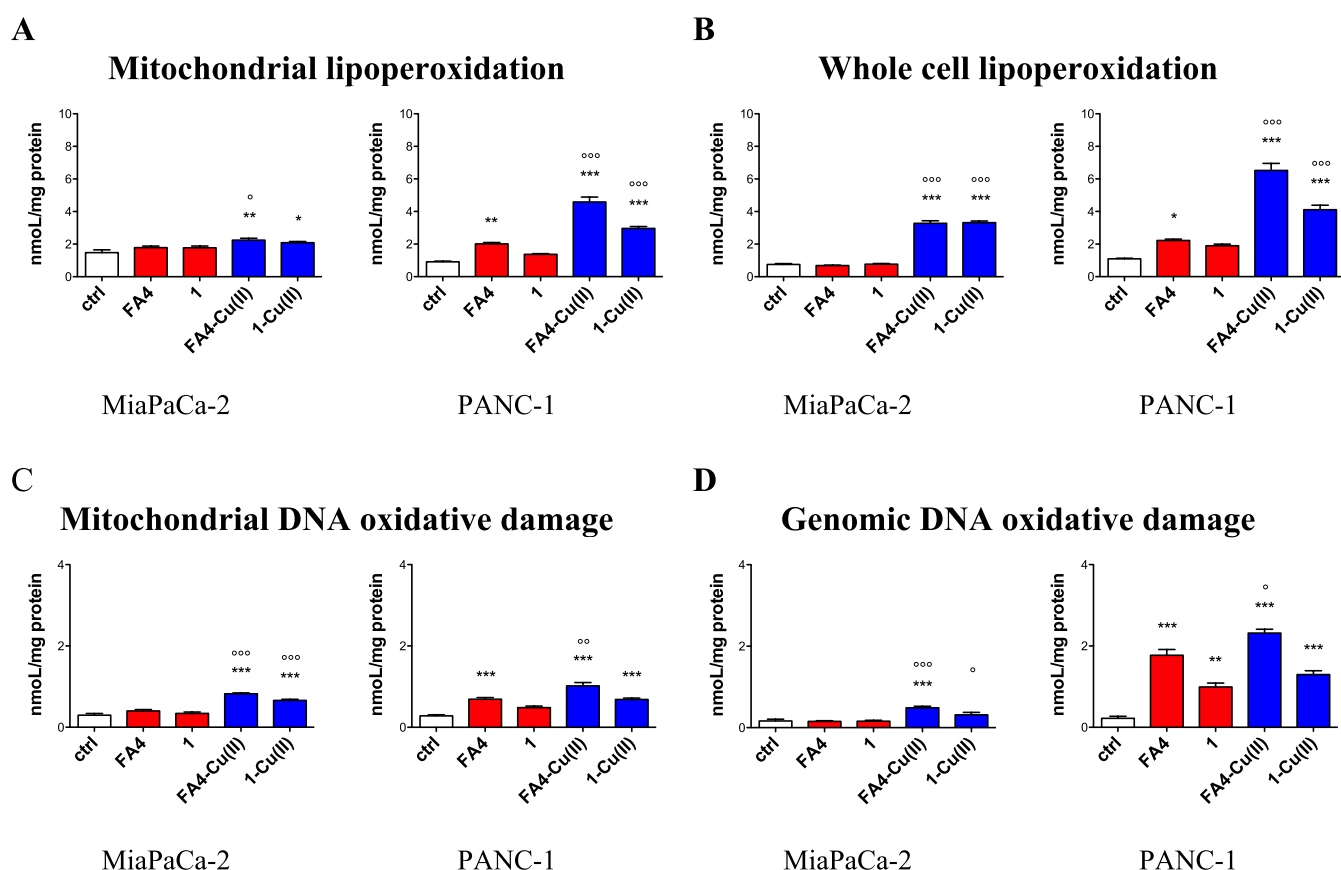 A
Mitochondrial lipoperoxidation
nmoL/mg protein
10
8
6
4
2
0
°
**
*
ctrl
FA4
1
FA4-Cu(II)
1-Cu(II)
MiaPaCa-2
nmoL/mg protein
10
8
6
4
2
0
**
°°°
***
°°°
***
ctrl
FA4
1
FA4-Cu(II)
1-Cu(II)
PANC-1
B
Whole cell lipoperoxidation
nmoL/mg protein
10
8
6
4
2
0
°°°
***
°°°
***
ctrl
FA4
1
FA4-Cu(II)
1-Cu(II)
MiaPaCa-2
nmoL/mg protein
10
8
6
4
2
0
*
°°°
***
°°°
***
ctrl
FA4
1
FA4-Cu(II)
1-Cu(II)
PANC-1
C
Mitochondrial DNA oxidative damage
nmoL/mg protein
4
2
0
°°°
***
°°°
***
ctrl
FA4
1
FA4-Cu(II)
1-Cu(II)
MiaPaCa-2
nmoL/mg protein
4
2
0
***
°°
***
***
ctrl
FA4
1
FA4-Cu(II)
1-Cu(II)
PANC-1
D
Genomic DNA oxidative damage
nmoL/mg protein
4
2
0
°°°
***
°
ctrl
FA4
1
FA4-Cu(II)
1-Cu(II)
MiaPaCa-2
nmoL/mg protein
4
2
0
***
**
°
***
***
ctrl
FA4
1
FA4-Cu(II)
1-Cu(II)
PANC-1